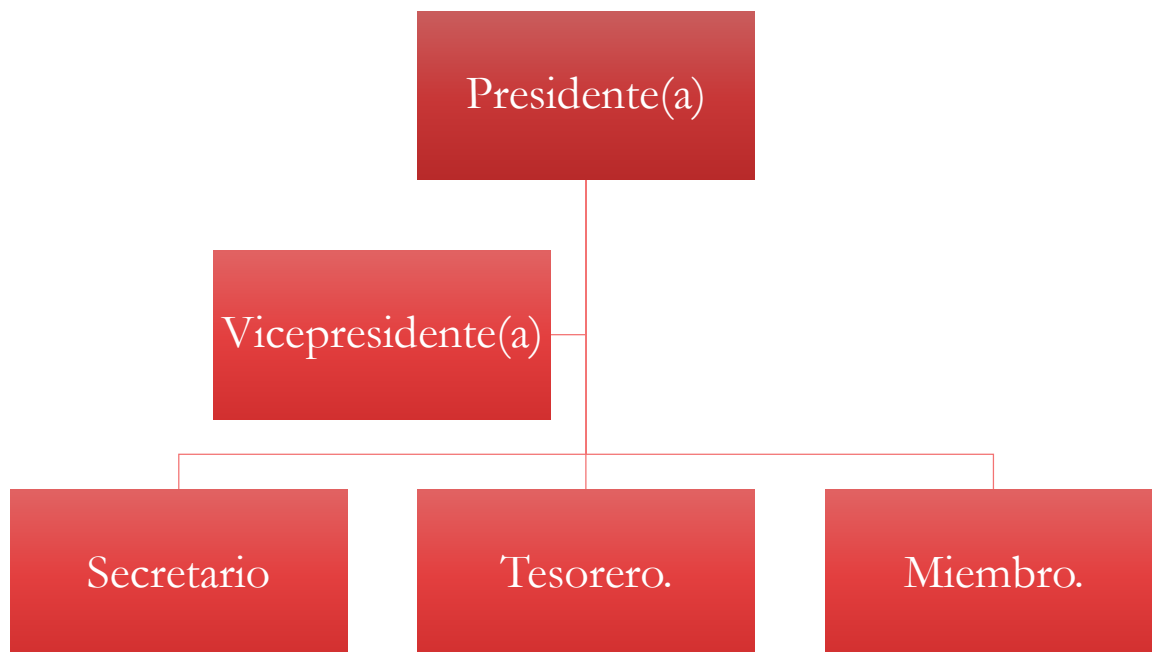 Presidente(a)
Vicepresidente(a)
Secretario
Tesorero.
Miembro.